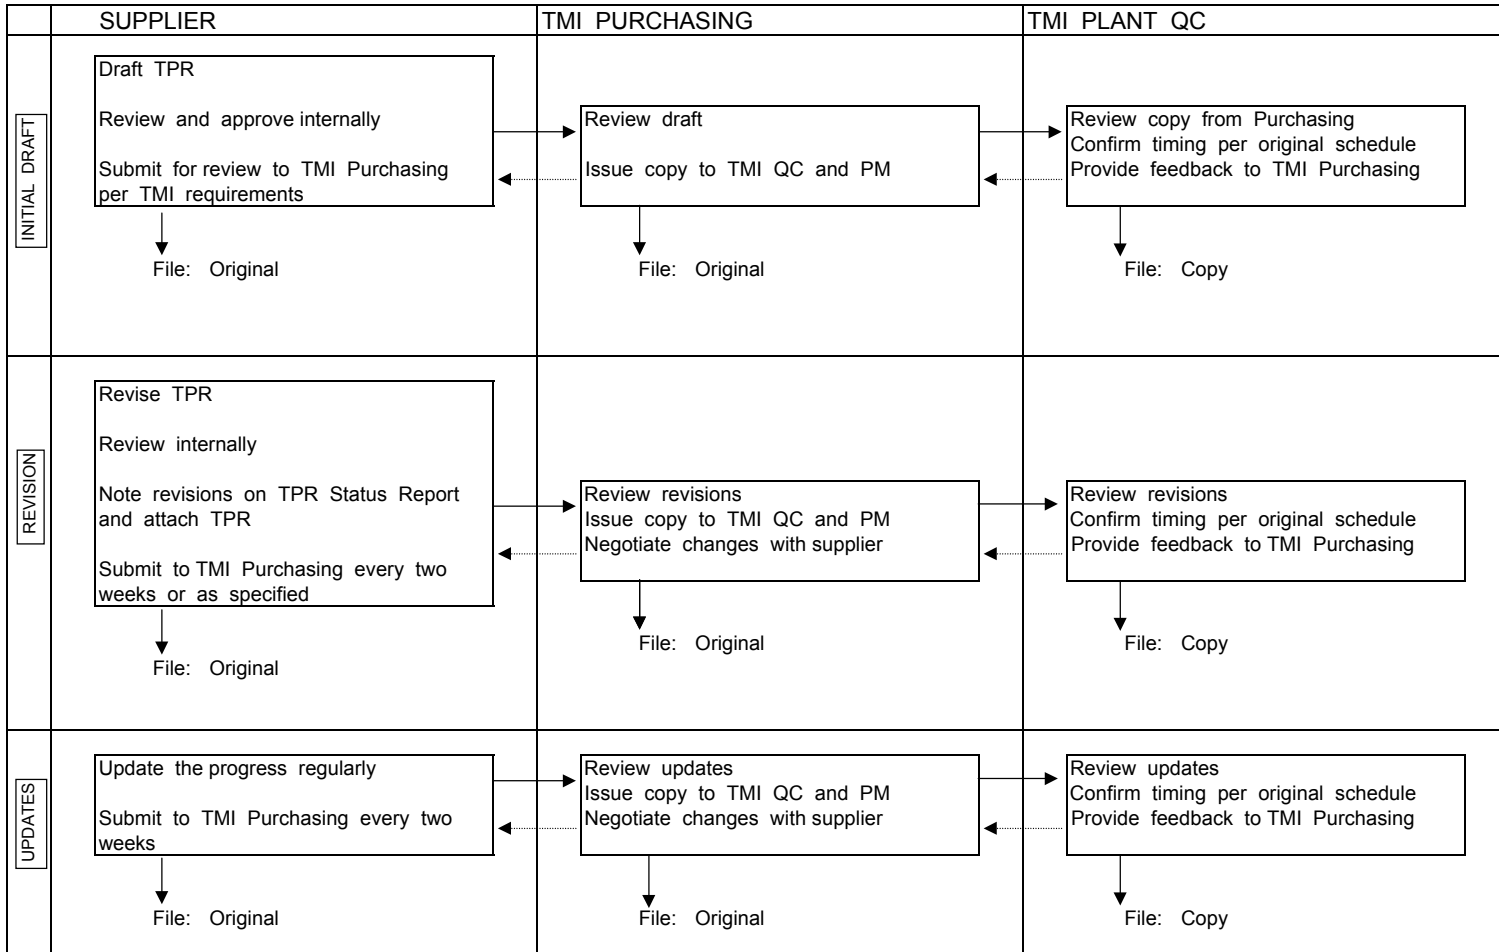 SUPPLIER
TMI PURCHASING
TMI PLANT QC
INITIAL DRAFT
Draft TPR
Review and approve internally
Submit for review to TMI Purchasing
per TMI requirements
File: Original
Review draft
Issue copy to TMI QC and PM
File: Original
Review copy from Purchasing
Confirm timing per original schedule
Provide feedback to TMI Purchasing
File: Copy
REVISION
Revise TPR
Review internally
Note revisions on TPR Status Report
and attach TPR
Submit to TMI Purchasing every two
weeks or as specified
File: Original
Review revisions
Issue copy to TMI QC and PM
Negotiate changes with supplier
File: Original
Review revisions
Confirm timing per original schedule
Provide feedback to TMI Purchasing
File: Copy
UPDATES
Update the progress regularly
Submit to TMI Purchasing every two
weeks
File: Original
Review updates
Issue copy to TMI QC and PM
Negotiate changes with supplier
File: Original
Review updates
Confirm timing per original schedule
Provide feedback to TMI Purchasing
File: Copy